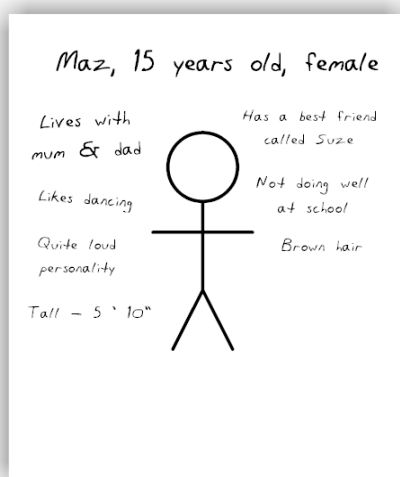 Maz, 15 years old, female
Lives with
mum & dad
Likes dancing
Quite loud
personality
Tall - 5 ' 10"
Has a best friend
called Suze
Not doing well
at school
Brown hair